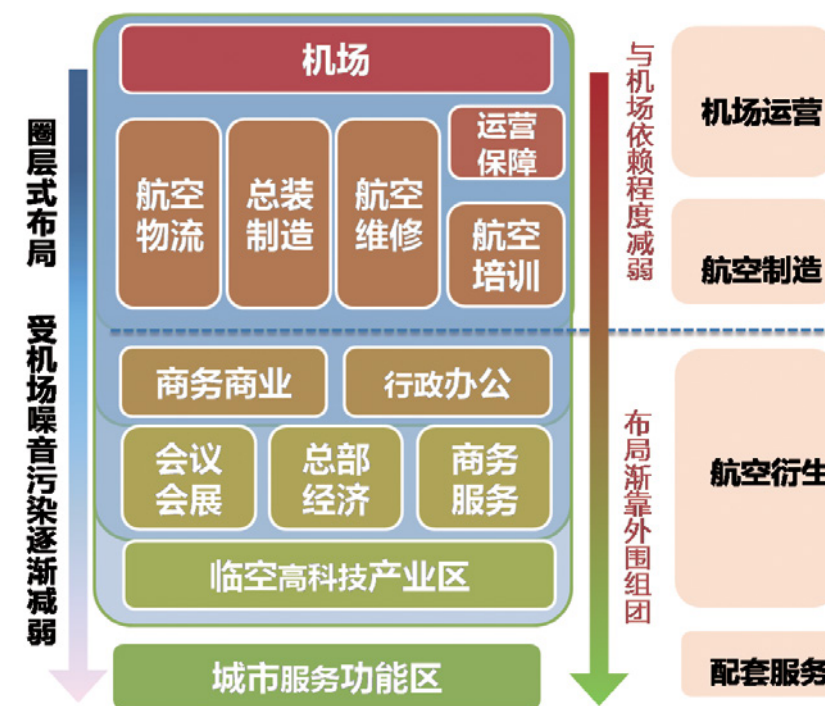 机场
航空
物流
总装
制造
航空
维修
运营
保障
航空
培训
商务商业
行政办公
会议
会展
总部
经济
商务
服务
临空高科技产业区
城市服务功能区
圈层式布局
受机场噪音污染逐渐减弱
与机场依赖程度减弱
布局渐靠外围组团
机场运营
航空制造
航空衍生
配套服务